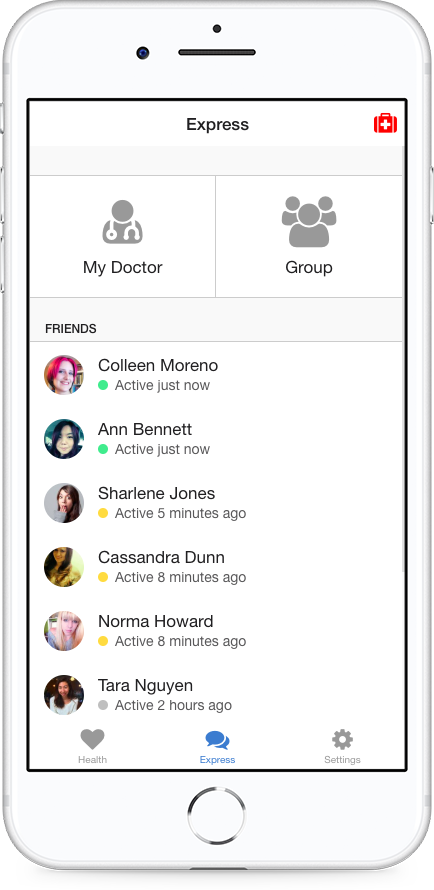 Express
My Doctor
Group
FRIENDS
Colleen Moreno
Active just now
Ann Bennett
Active just now
Sharlene Jones
Active 5 minutes ago
Cassandra Dunn
Active 8 minutes ago
Norma Howard
Active 8 minutes ago
Tara Nguyen
Active 2 hours ago
Health
Express
Settings